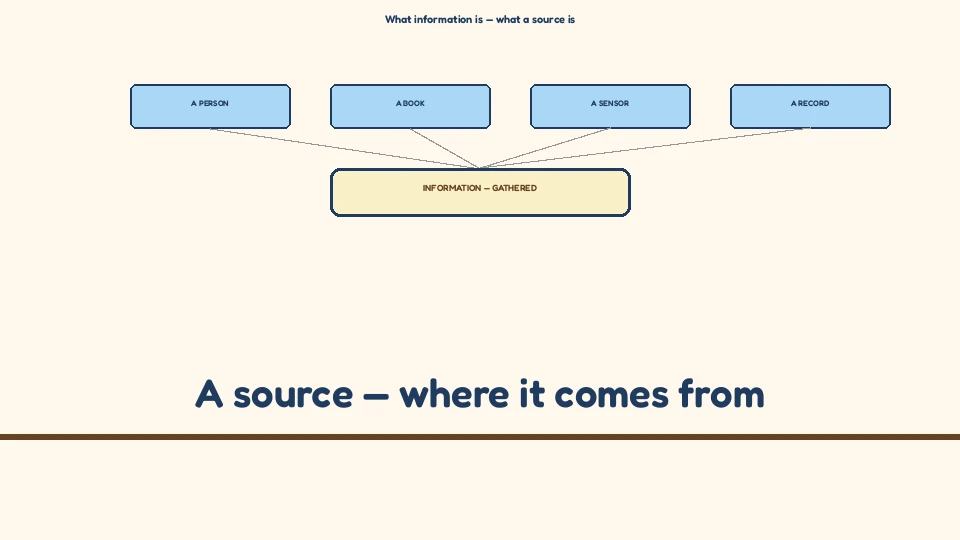 What information is — what a source is
A PERSON
A BOOK
A SENSOR
A RECORD
INFORMATION — GATHERED
A source — where it comes from